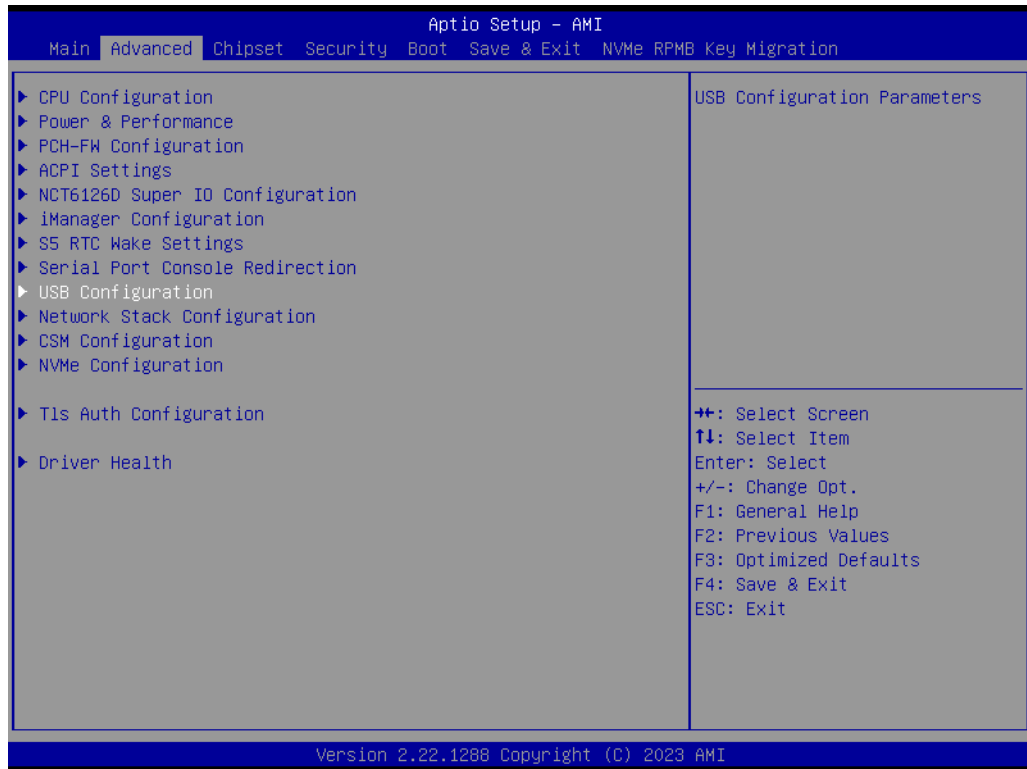 Aptio Setup – AMI
Main Advanced Chipset Security Boot Save & Exit NVMe RPMB Key Migration
▶ CPU Configuration
▶ Power & Performance
▶ PCH-FW Configuration
▶ ACPI Settings
▶ NCT6126D Super IO Configuration
▶ iManager Configuration
▶ S5 RTC Wake Settings
▶ Serial Port Console Redirection
▶ USB Configuration
▶ Network Stack Configuration
▶ CSM Configuration
▶ NVMe Configuration
▶ Tls Auth Configuration
▶ Driver Health
USB Configuration Parameters
→←: Select Screen
↑↓: Select Item
Enter: Select
+/-: Change Opt.
F1: General Help
F2: Previous Values
F3: Optimized Defaults
F4: Save & Exit
ESC: Exit
Version 2.22.1288 Copyright (C) 2023 AMI